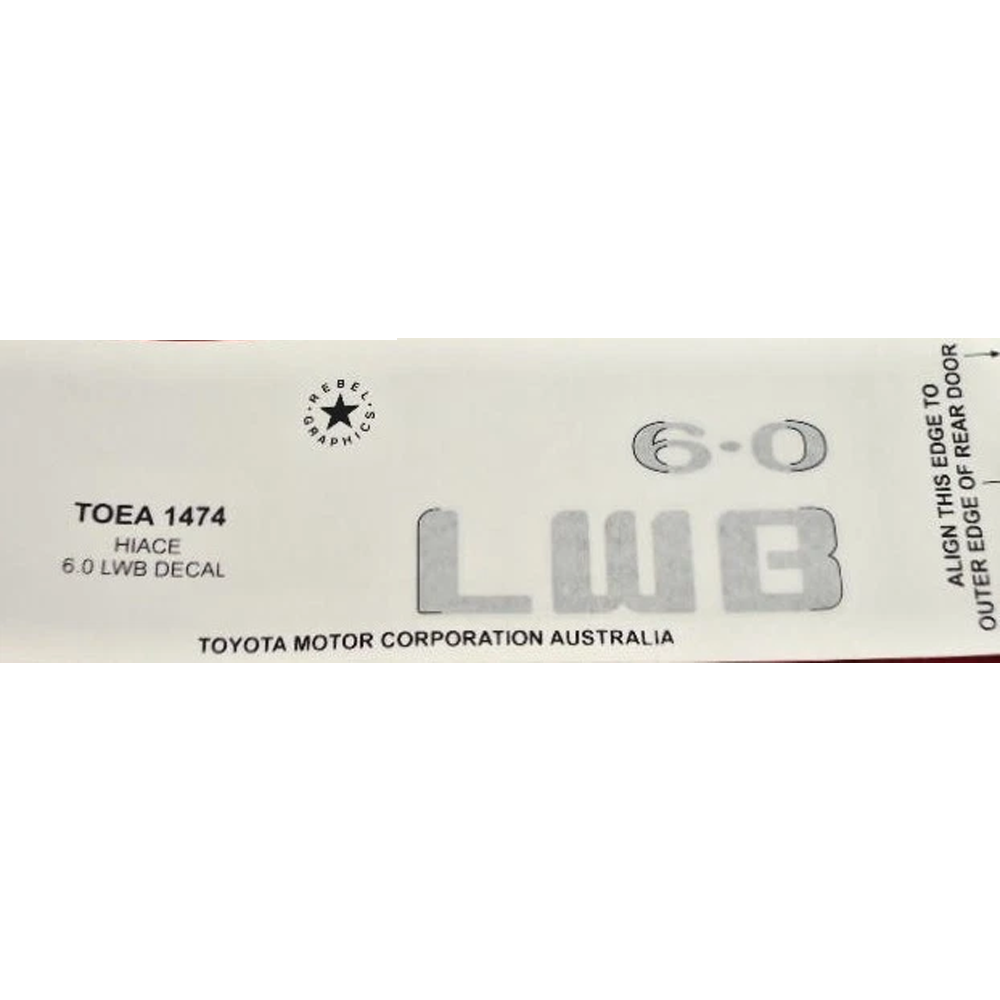 REBEL
GRAPHICS
6.0
LWB
TOEA 1474
HIACE
6.0 LWB DECAL
TOYOTA MOTOR CORPORATION AUSTRALIA
ALIGN THIS EDGE TO
OUTER EDGE OF REAR DOOR